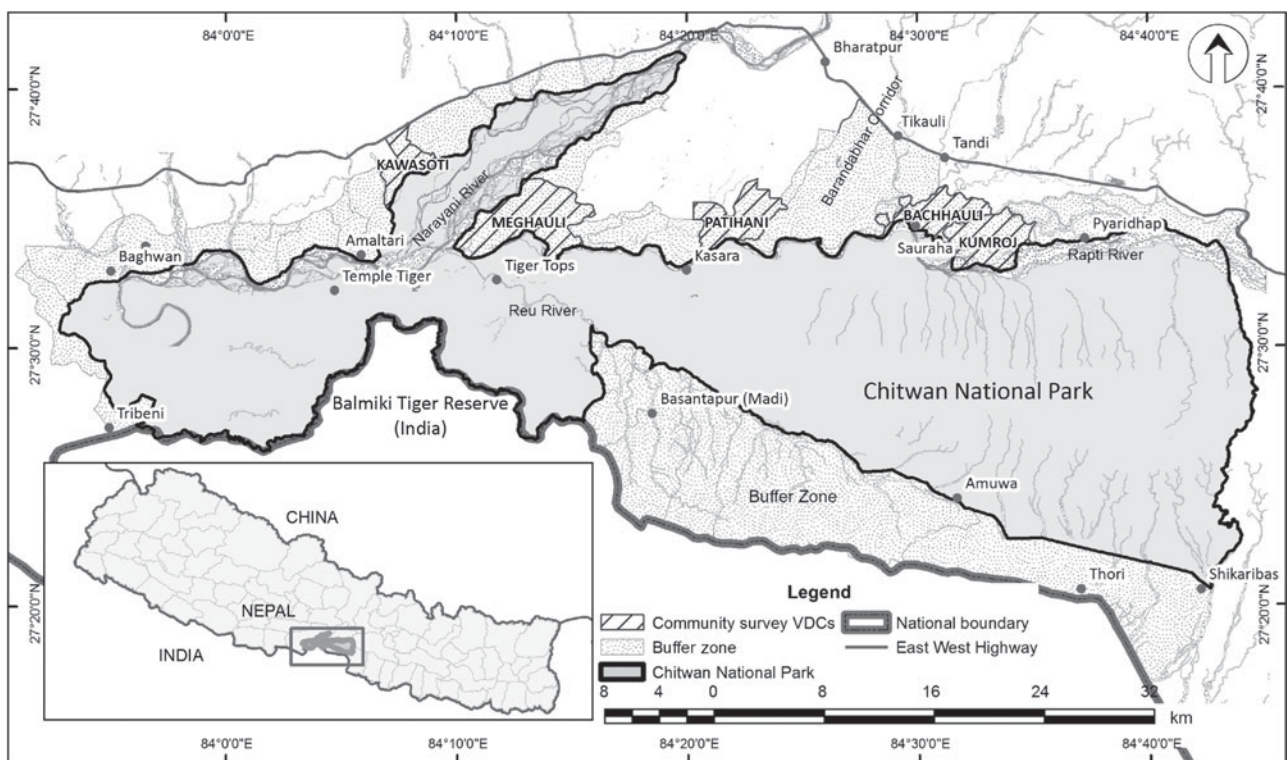 84°0'0"E
84°10'0"E
84°20'0"E
84°30'0"E
84°40'0"E
27°40'0"N
27°40'0"N
Bharatpur
Barandabhar Corridor
Tikauli
Tandi
KAWASOTI
Narayani River
MEGHAULI
PATIHANI
BACHHAULI
KUMROJ
Pyaridhap
Sauraha
Rapti River
Amaltari
Baghwan
Temple Tiger
Tiger Tops
Kasara
Reu River
27°30'0"N
27°30'0"N
Chitwan National Park
Balmiki Tiger Reserve
(India)
Basantapur (Madi)
Tribeni
Buffer Zone
Amuwa
Thori
Shikaribas
CHINA
NEPAL
INDIA
27°20'0"N
27°20'0"N
Legend
Community survey VDCs
National boundary
Buffer zone
East West Highway
Chitwan National Park
8 4 0 8 16 24 32
km
84°0'0"E
84°10'0"E
84°20'0"E
84°30'0"E
84°40'0"E